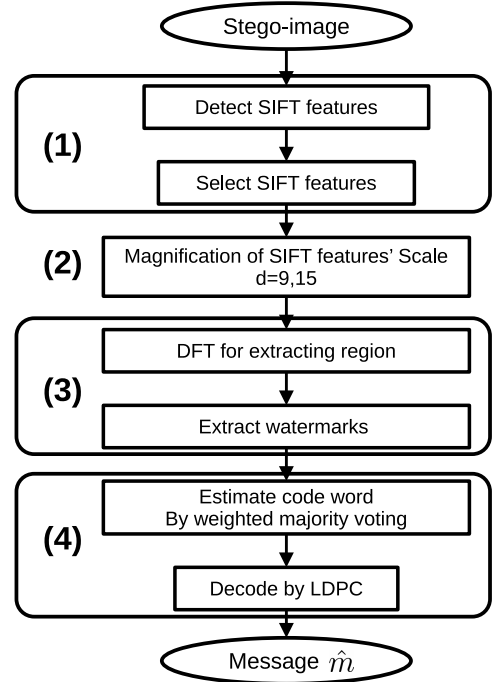 Stego-image
(1)
Detect SIFT features
Select SIFT features
(2)
Magnification of SIFT features' Scale
d=9,15
(3)
DFT for extracting region
Extract watermarks
(4)
Estimate code word
By weighted majority voting
Decode by LDPC
Message m̂